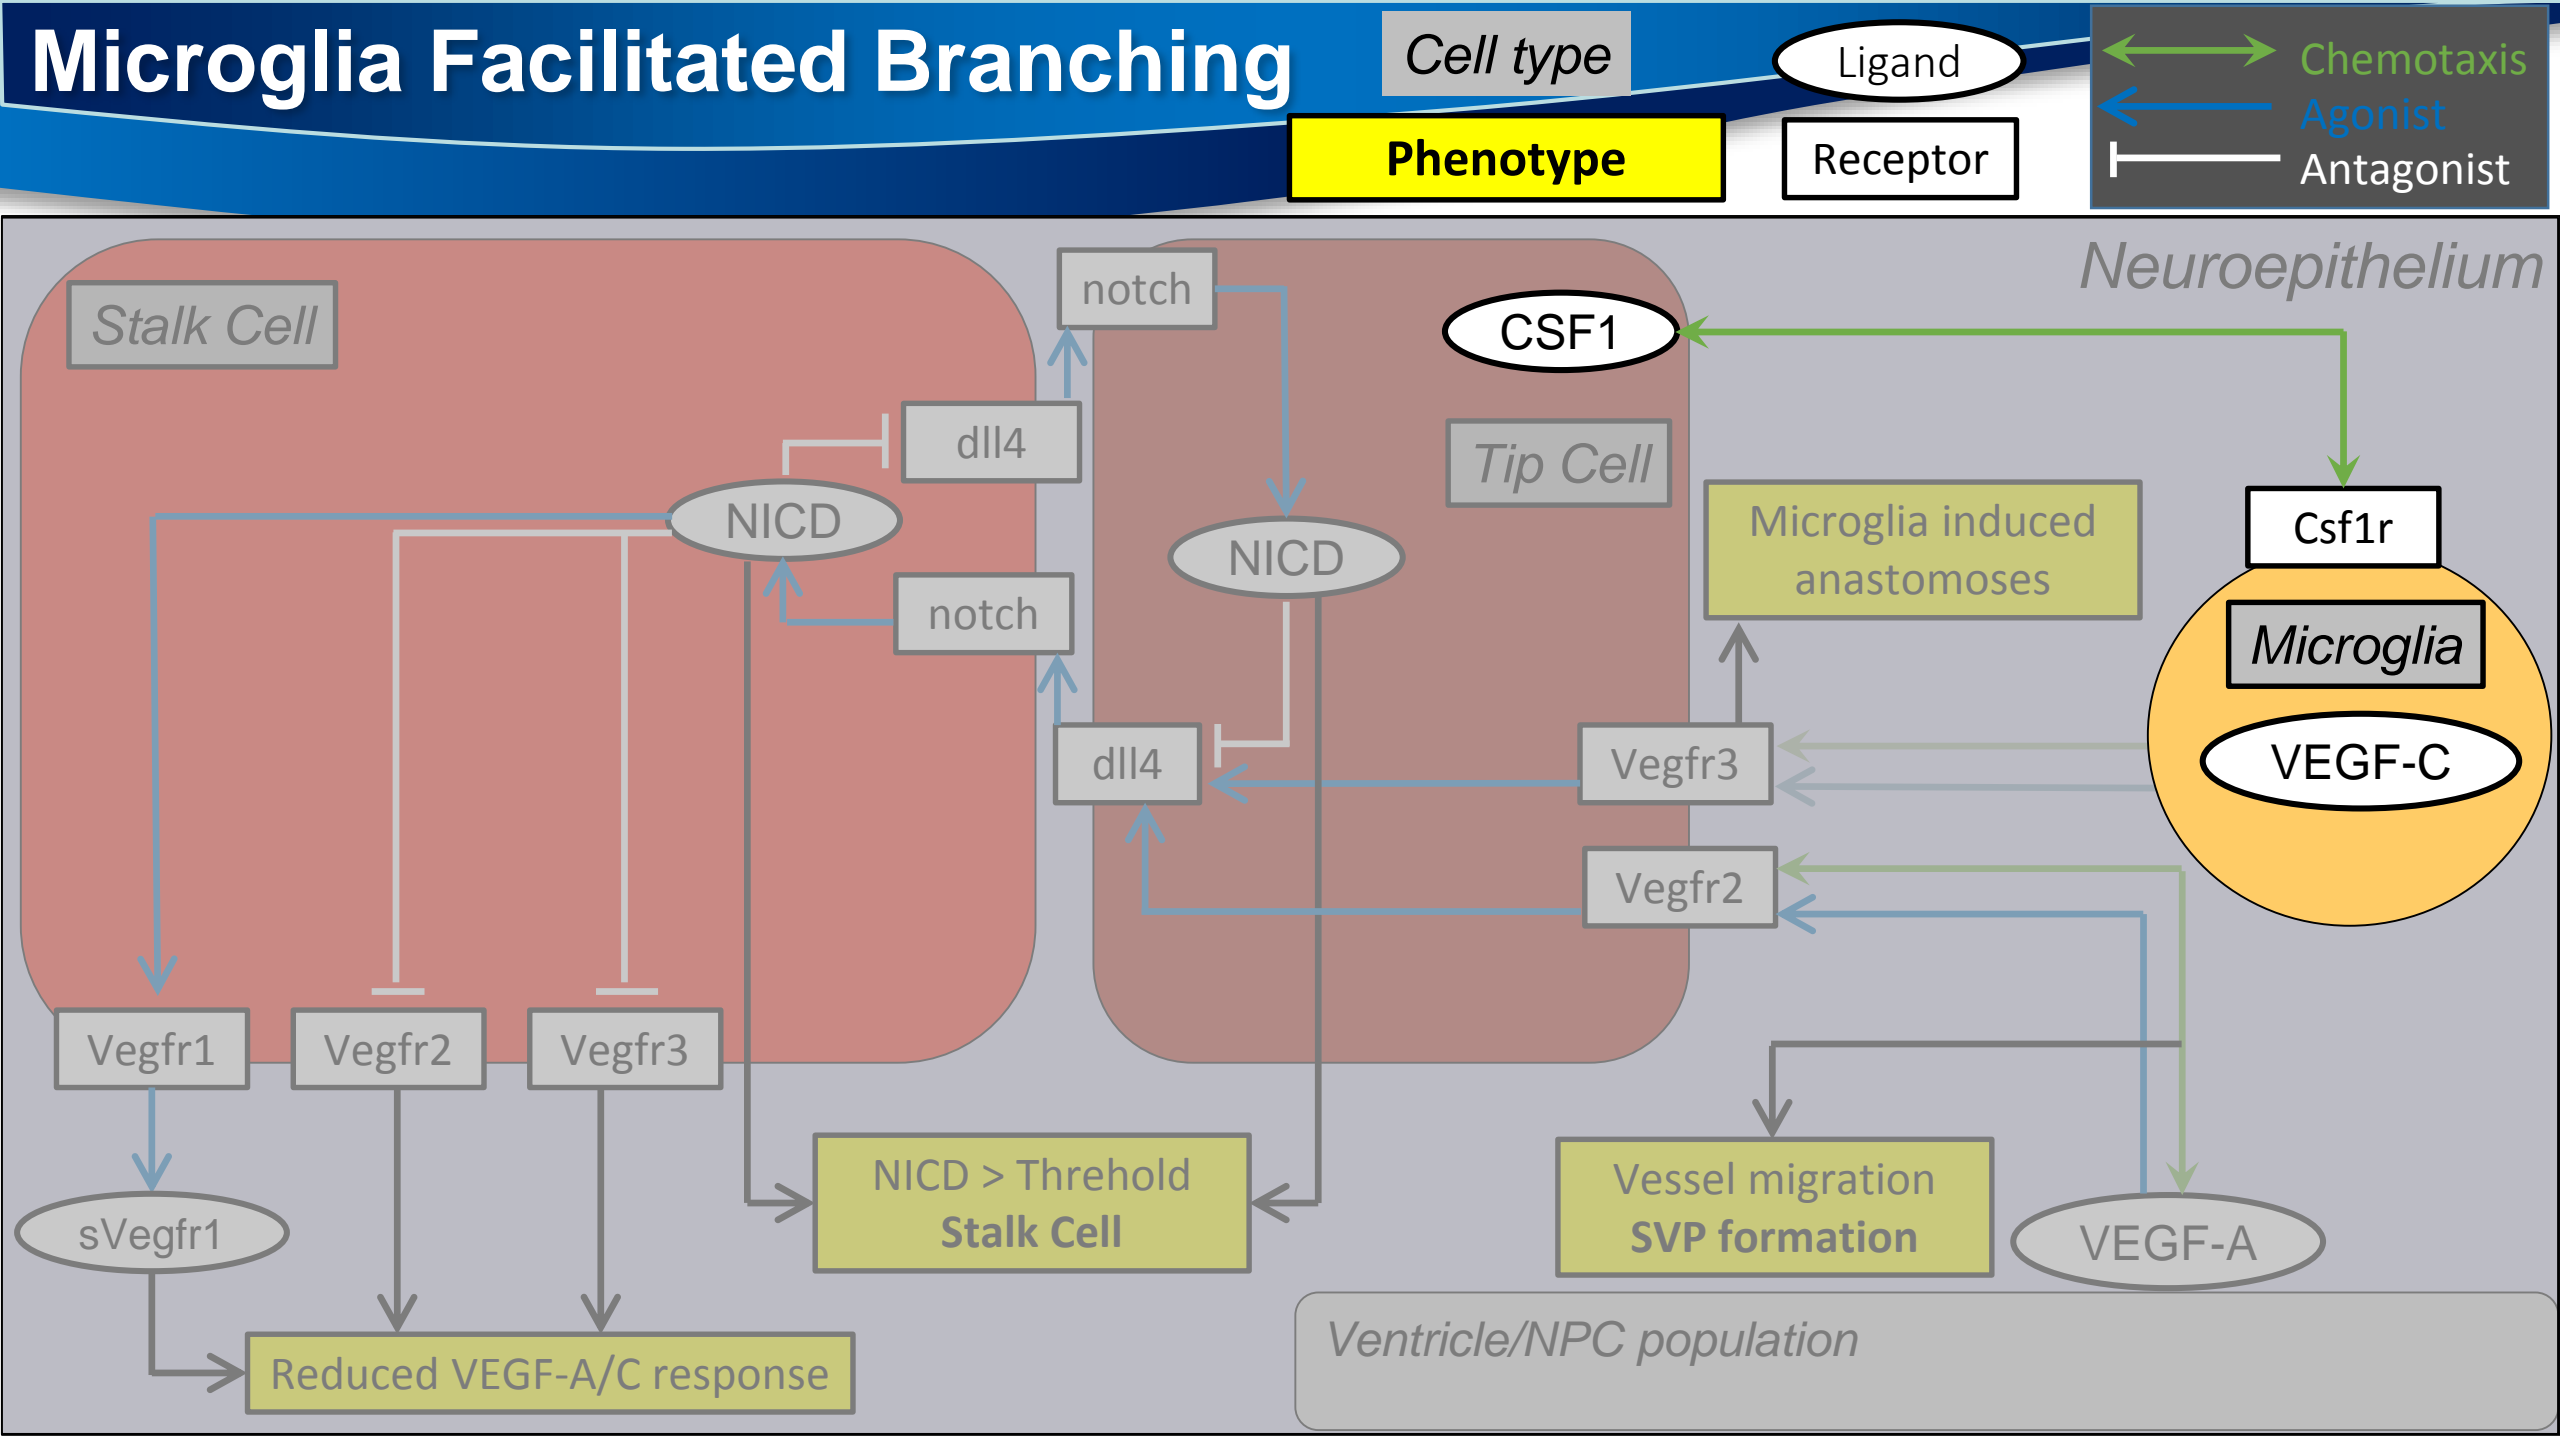 Microglia Facilitated Branching
Cell type
Ligand
Phenotype
Receptor
Chemotaxis
Agonist
Antagonist
Neuroepithelium
Stalk Cell
notch
CSF1
dll4
Tip Cell
NICD
NICD
notch
Microglia induced
anastomoses
Csf1r
Microglia
VEGF-C
dll4
Vegfr3
Vegfr2
Vegfr1
Vegfr2
Vegfr3
sVegfr1
NICD > Threhold
Stalk Cell
Vessel migration
SVP formation
VEGF-A
Reduced VEGF-A/C response
Ventricle/NPC population